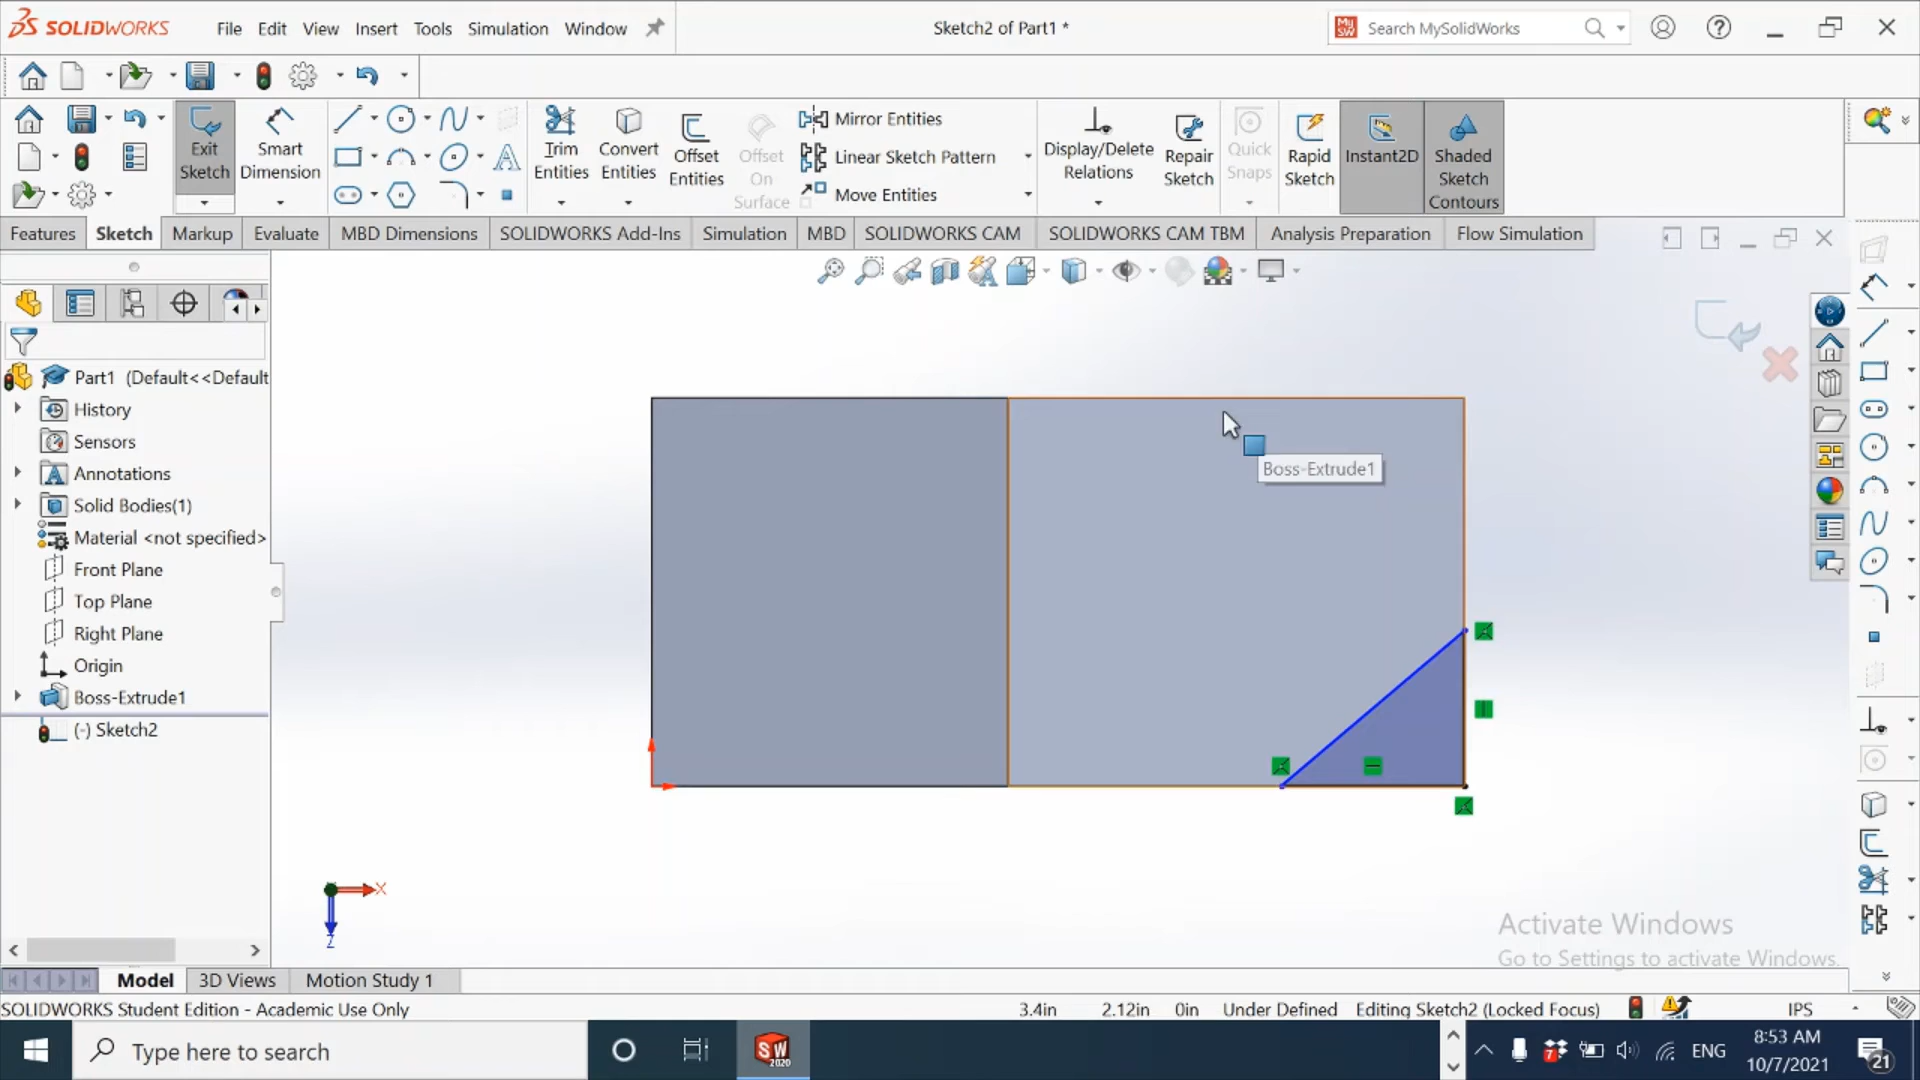 SOLIDWORKS File Edit View Insert Tools Simulation Window Sketch2 of Part1 * Search MySolidWorks
Exit Sketch
Smart Dimension
Trim Entities
Convert Entities
Offset Entities
Offset On Surface
Mirror Entities
Linear Sketch Pattern
Move Entities
Display/Delete Relations
Repair Sketch
Quick Snaps
Rapid Sketch
Instant2D
Shaded Sketch Contours
Features Sketch Markup Evaluate MBD Dimensions SOLIDWORKS Add-Ins Simulation MBD SOLIDWORKS CAM SOLIDWORKS CAM TBM Analysis Preparation Flow Simulation
Part1 (Default<<Default
History
Sensors
Annotations
Solid Bodies(1)
Material <not specified>
Front Plane
Top Plane
Right Plane
Origin
Boss-Extrude1
(-) Sketch2
Boss-Extrude1
X
Z
Activate Windows
Go to Settings to activate Windows.
Model 3D Views Motion Study 1
SOLIDWORKS Student Edition - Academic Use Only 3.4in 2.12in 0in Under Defined Editing Sketch2 (Locked Focus) IPS
Type here to search
SW
2020
7
ENG
8:53 AM
10/7/2021
21